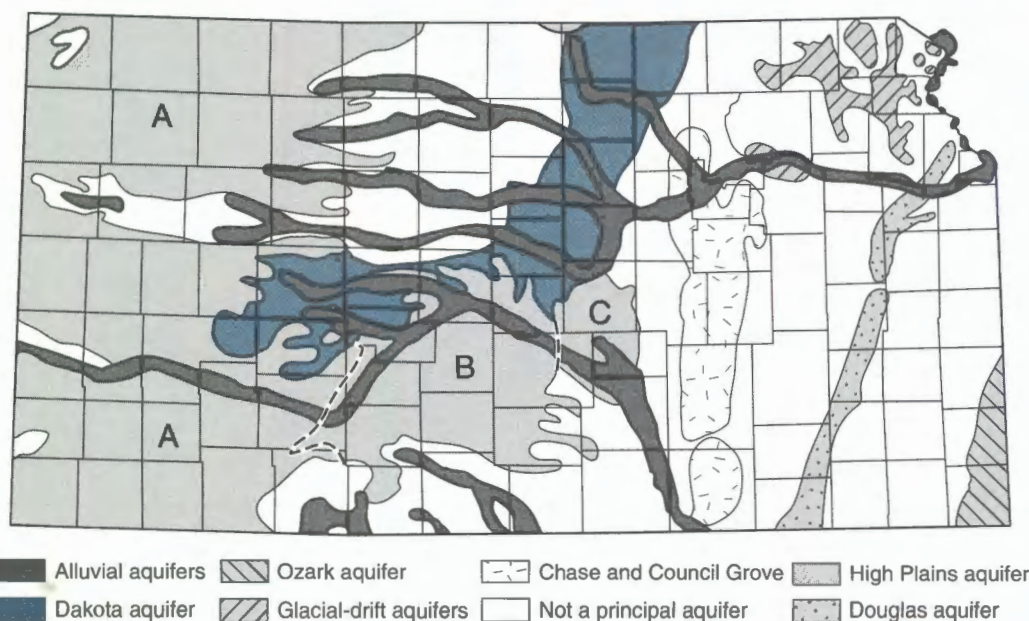 A
A
B
C
Alluvial aquifers
Ozark aquifer
Chase and Council Grove
High Plains aquifer
Dakota aquifer
Glacial-drift aquifers
Not a principal aquifer
Douglas aquifer